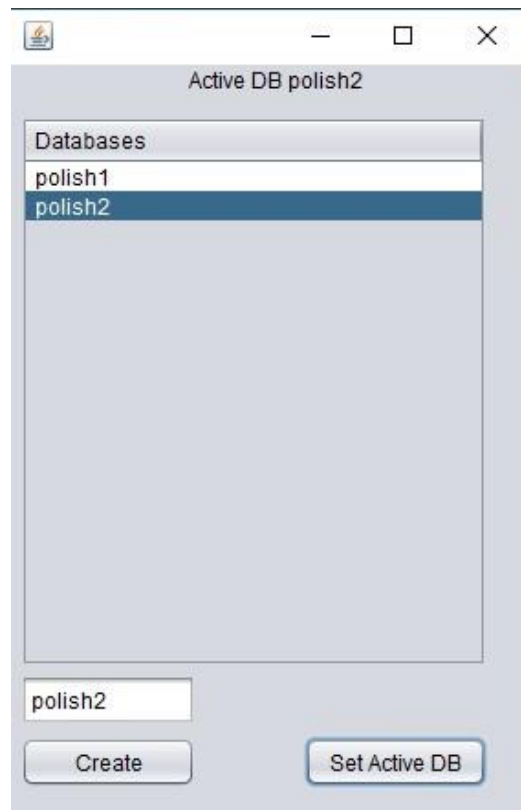 Active DB polish2
Databases
polish1
polish2
polish2
Create
Set Active DB